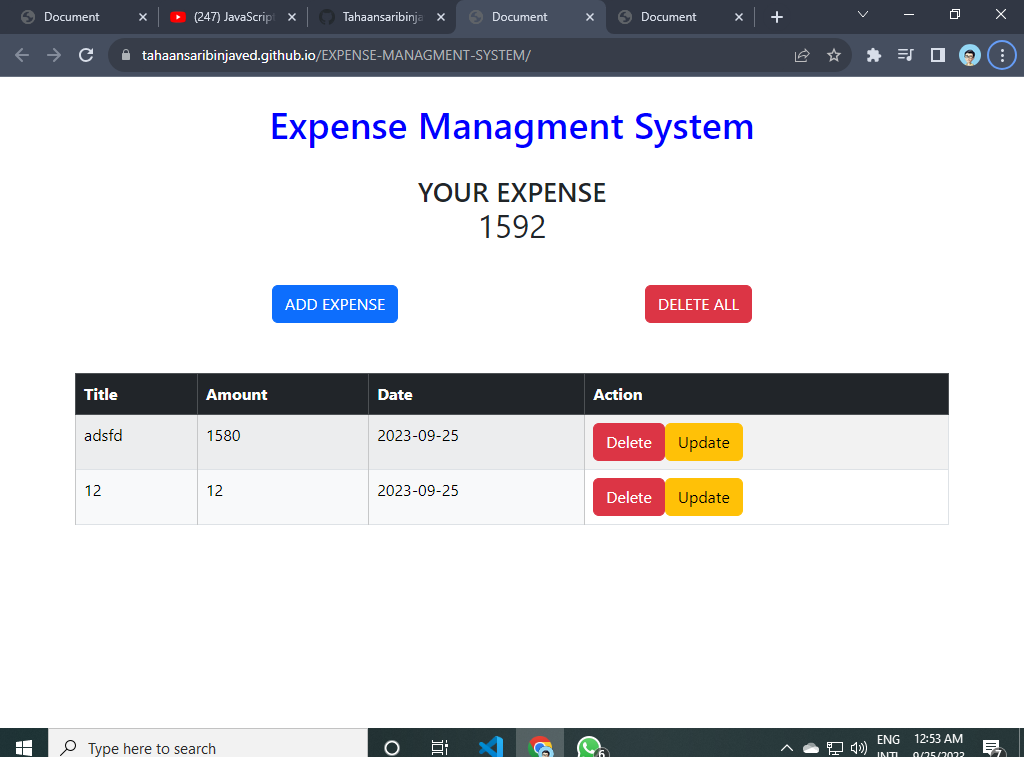 Document
(247) JavaScript
Tahaansaribinja
Document
Document
tahaansaribinjaved.github.io/EXPENSE-MANAGMENT-SYSTEM/
Expense Managment System
YOUR EXPENSE
1592
ADD EXPENSE DELETE ALL
Title Amount Date Action
adsfd 1580 2023-09-25 Delete Update
12 12 2023-09-25 Delete Update
Type here to search
6
ENG
INTL
12:53 AM
9/25/2023
7